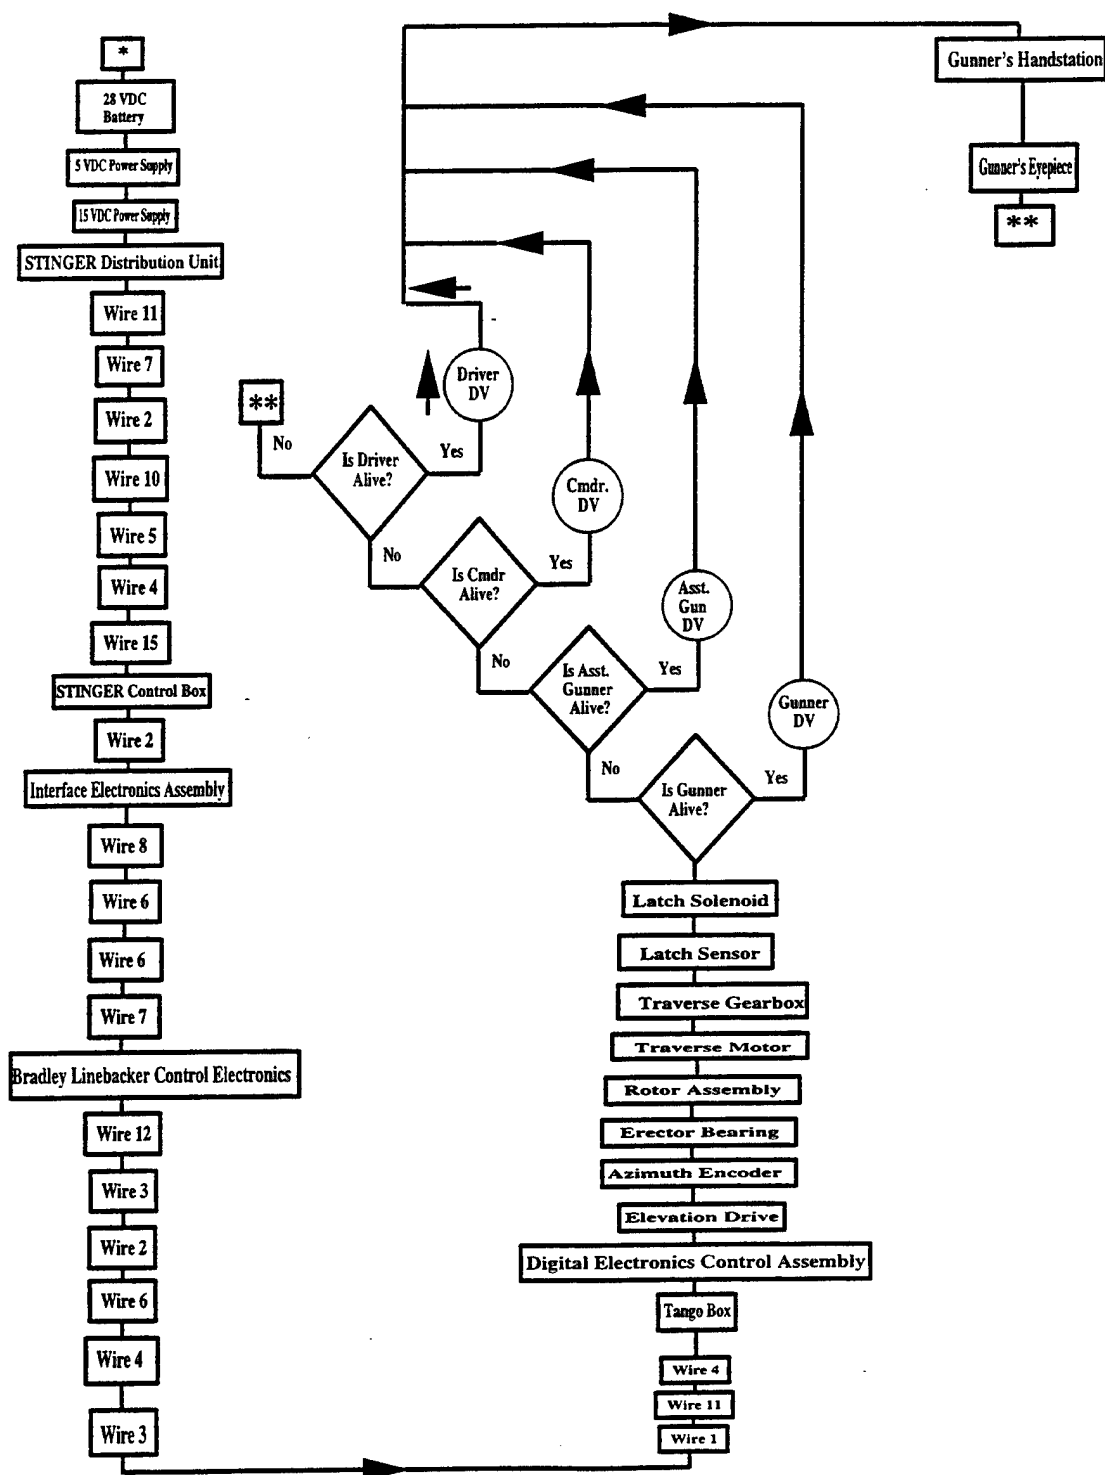 *
28 VDC
Battery
5 VDC Power Supply
15 VDC Power Supply
STINGER Distribution Unit
Wire 11
Wire 7
Wire 2
Wire 10
Wire 5
Wire 4
Wire 15
STINGER Control Box
Wire 2
Interface Electronics Assembly
Wire 8
Wire 6
Wire 6
Wire 7
Bradley Linebacker Control Electronics
Wire 12
Wire 3
Wire 2
Wire 6
Wire 4
Wire 3
Wire 1
Wire 11
Wire 4
Tango Box
Digital Electronics Control Assembly
Elevation Drive
Azimuth Encoder
Erector Bearing
Rotor Assembly
Traverse Motor
Traverse Gearbox
Latch Sensor
Latch Solenoid
Is Gunner
Alive?
Yes
Gunner
DV
No
Is Asst.
Gunner
Alive?
Yes
Asst.
Gun
DV
No
Is Cmdr
Alive?
Yes
Cmdr.
DV
No
Is Driver
Alive?
Yes
Driver
DV
No
**
Gunner's Handstation
Gunner's Eyepiece
**